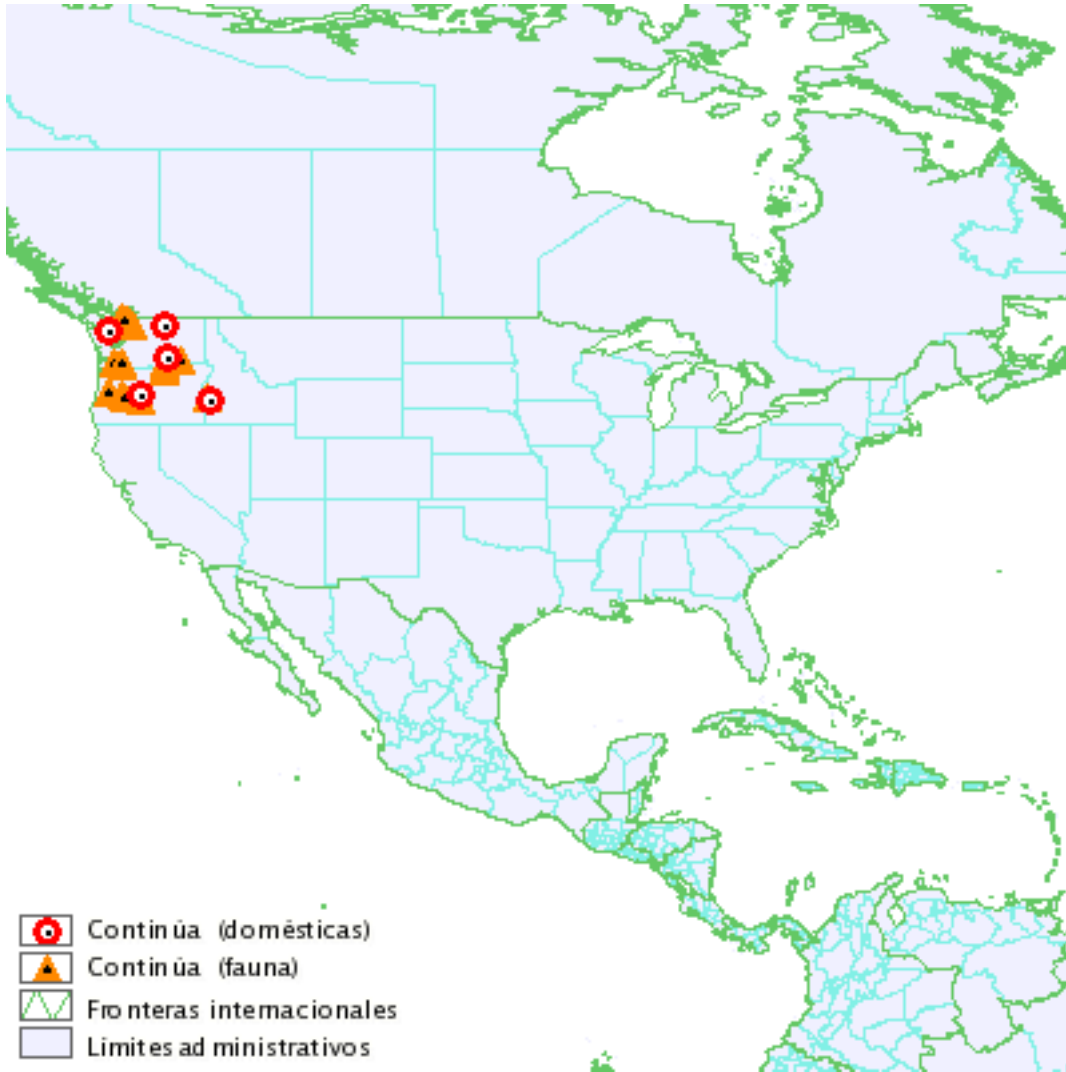 Continúa (domésticas)
Continúa (fauna)
Fronteras internacionales
Límites administrativos